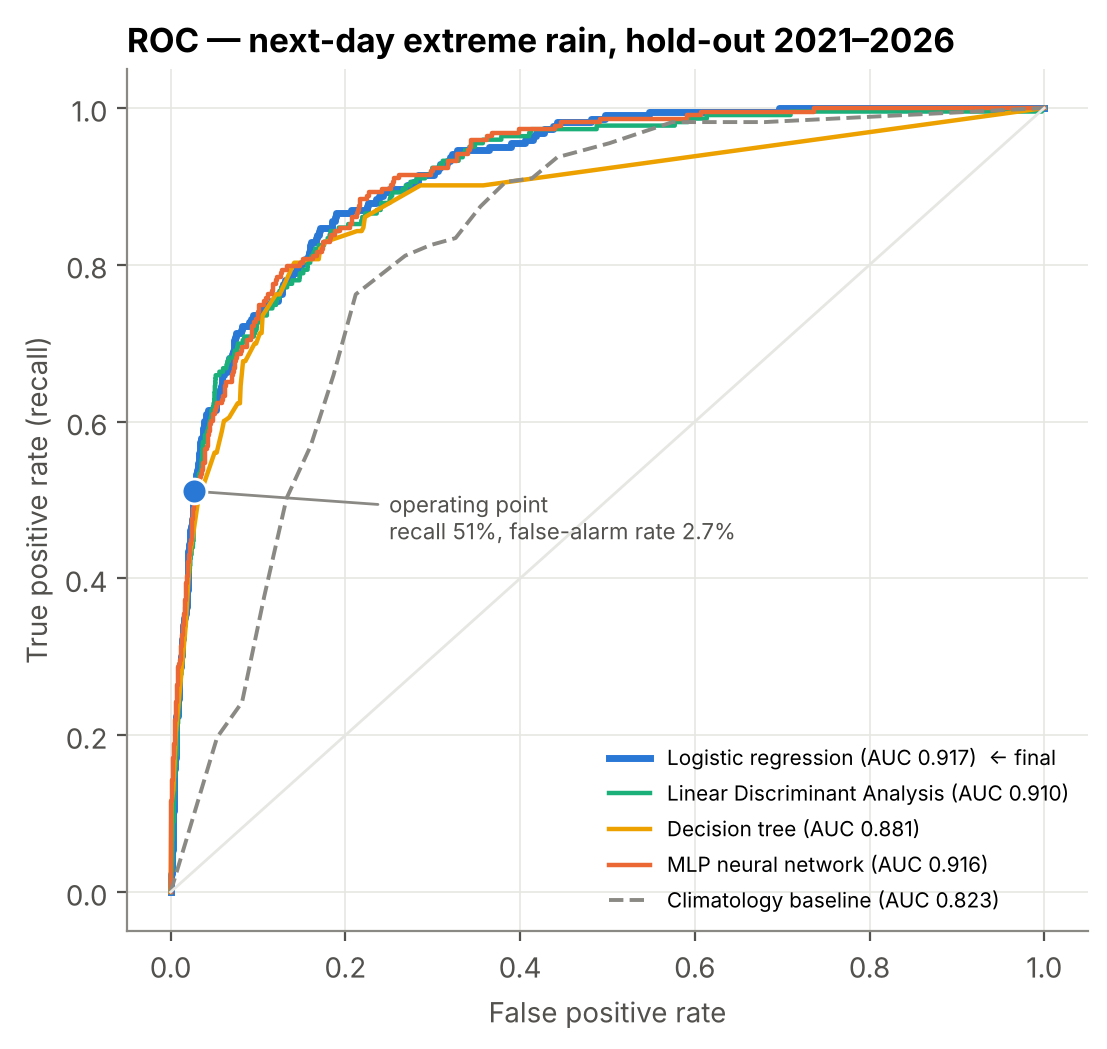 ROC — next-day extreme rain, hold-out 2021–2026
True positive rate (recall)
1.0
0.8
0.6
0.4
0.2
0.0
operating point
recall 51%, false-alarm rate 2.7%
Logistic regression (AUC 0.917) ← final
Linear Discriminant Analysis (AUC 0.910)
Decision tree (AUC 0.881)
MLP neural network (AUC 0.916)
Climatology baseline (AUC 0.823)
0.0 0.2 0.4 0.6 0.8 1.0
False positive rate